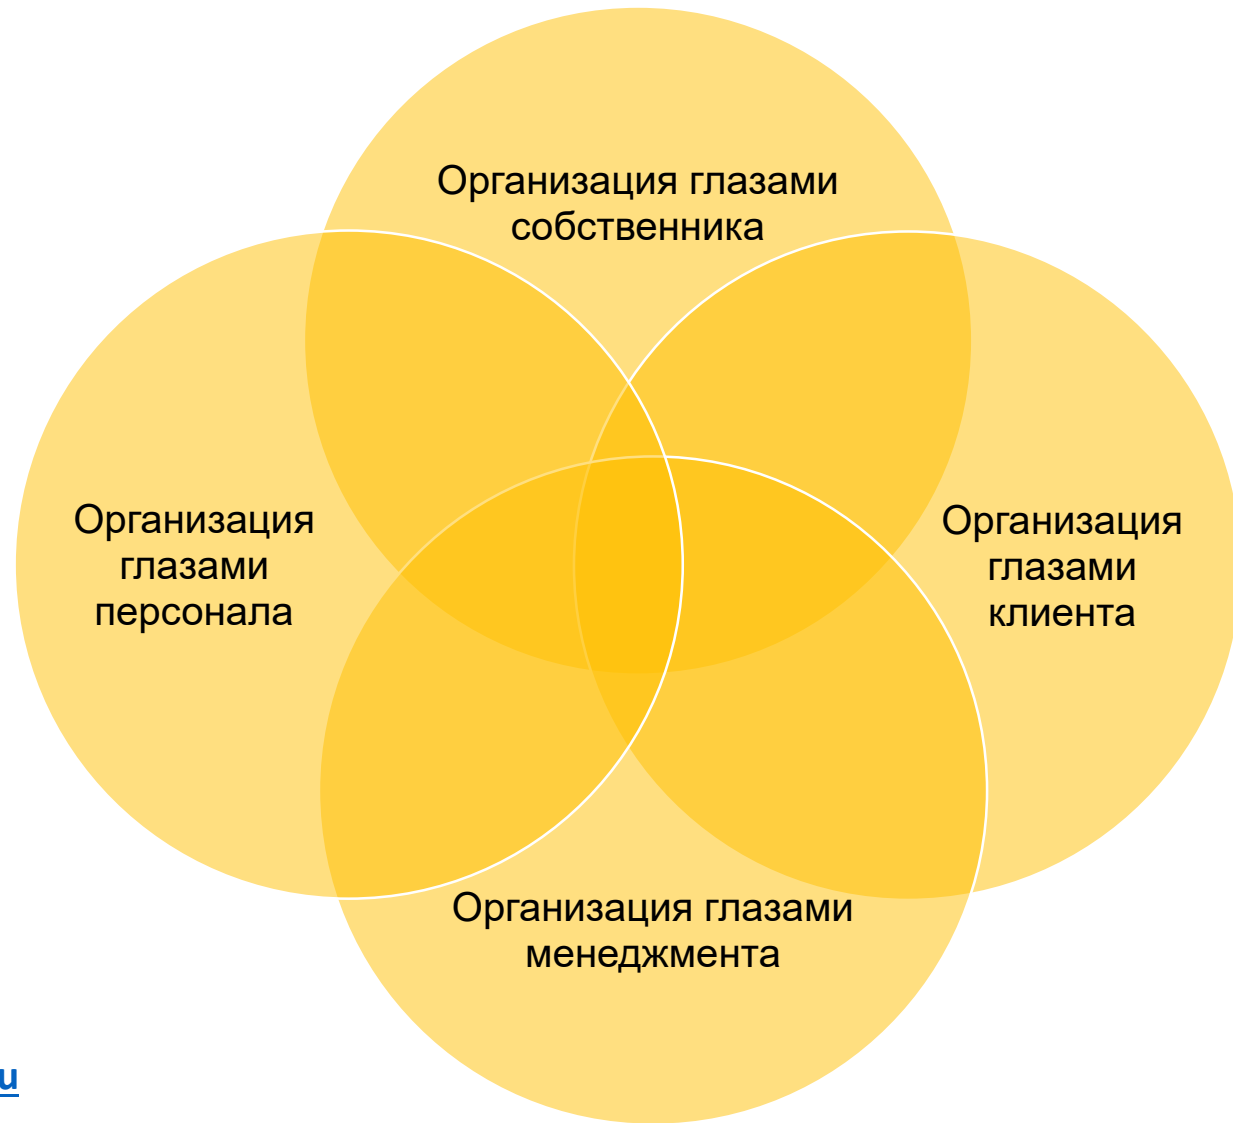 Организация глазами
собственника
Организация
глазами
персонала
Организация
глазами
клиента
Организация глазами
менеджмента
u